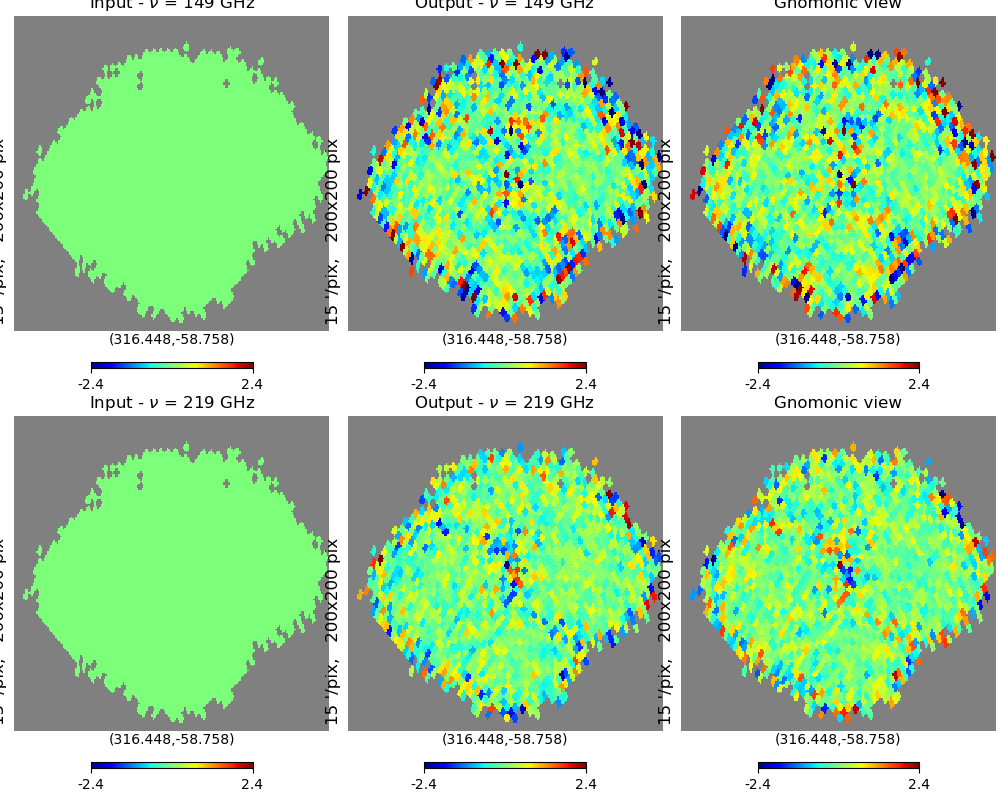 Input - ν = 149 GHz
Output - ν = 149 GHz
Gnomonic view
15 '/pix, 200x200 pix
15 '/pix, 200x200 pix
15 '/pix, 200x200 pix
(316.448,-58.758)
(316.448,-58.758)
(316.448,-58.758)
-2.4 2.4
-2.4 2.4
-2.4 2.4
Input - ν = 219 GHz
Output - ν = 219 GHz
Gnomonic view
15 '/pix, 200x200 pix
15 '/pix, 200x200 pix
15 '/pix, 200x200 pix
(316.448,-58.758)
(316.448,-58.758)
(316.448,-58.758)
-2.4 2.4
-2.4 2.4
-2.4 2.4